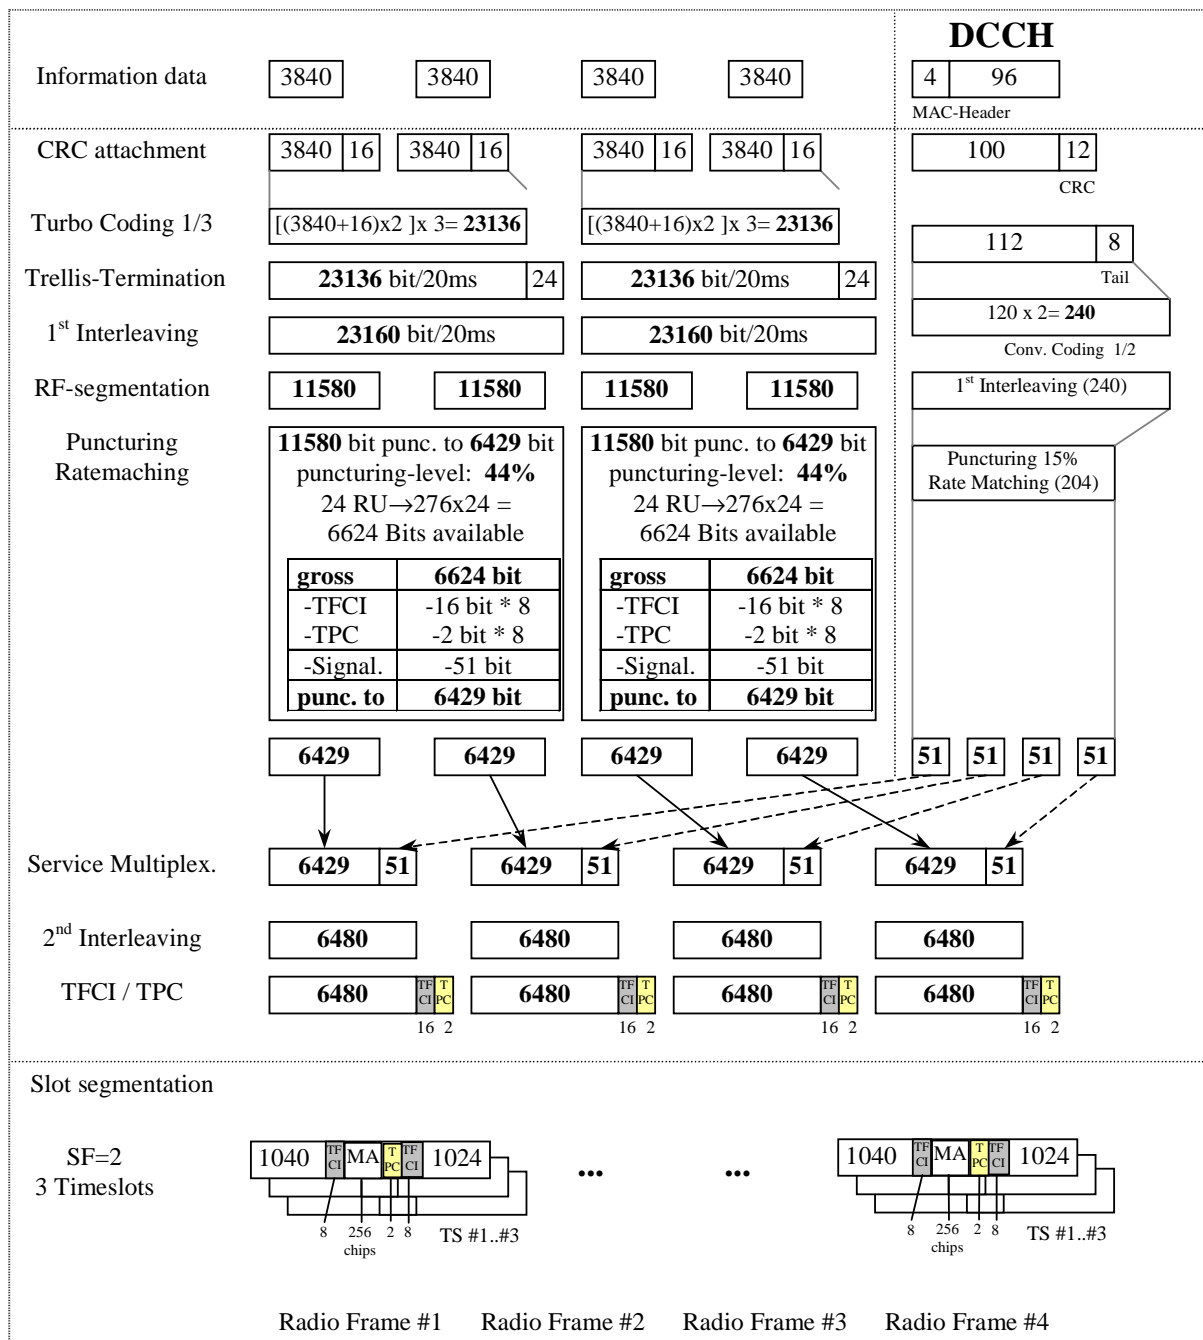 DCCH
Information data 3840 3840 3840 3840 4 96
MAC-Header
CRC attachment 3840 16 3840 16 3840 16 3840 16 100 12
CRC
Turbo Coding 1/3 [(3840+16)x2 ]x 3= 23136 [(3840+16)x2 ]x 3= 23136
112 8
Trellis-Termination 23136 bit/20ms 24 23136 bit/20ms 24
Tail
120 x 2= 240
1st Interleaving 23160 bit/20ms 23160 bit/20ms
Conv. Coding 1/2
RF-segmentation 11580 11580 11580 11580 1st Interleaving (240)
Puncturing 11580 bit punc. to 6429 bit 11580 bit punc. to 6429 bit
Ratemaching puncturing-level: 44% puncturing-level: 44%
Puncturing 15%
Rate Matching (204)
24 RU→276x24 = 24 RU→276x24 =
6624 Bits available 6624 Bits available
gross 6624 bit gross 6624 bit
-TFCI -16 bit * 8 -TFCI -16 bit * 8
-TPC -2 bit * 8 -TPC -2 bit * 8
-Signal. -51 bit -Signal. -51 bit
punc. to 6429 bit punc. to 6429 bit
6429 6429 6429 6429 51 51 51 51
Service Multiplex. 6429 51 6429 51 6429 51 6429 51
2nd Interleaving 6480 6480 6480 6480
TFCI / TPC 6480 TF CI T PC 6480 TF CI T PC 6480 TF CI T PC 6480 TF CI T PC
16 2 16 2 16 2 16 2
Slot segmentation
SF=2 1040 TF CI MA T PC TF CI 1024 ... ... 1040 TF CI MA T PC TF CI 1024
3 Timeslots
8 256 2 8 TS #1..#3 8 256 2 8 TS #1..#3
chips chips
Radio Frame #1 Radio Frame #2 Radio Frame #3 Radio Frame #4